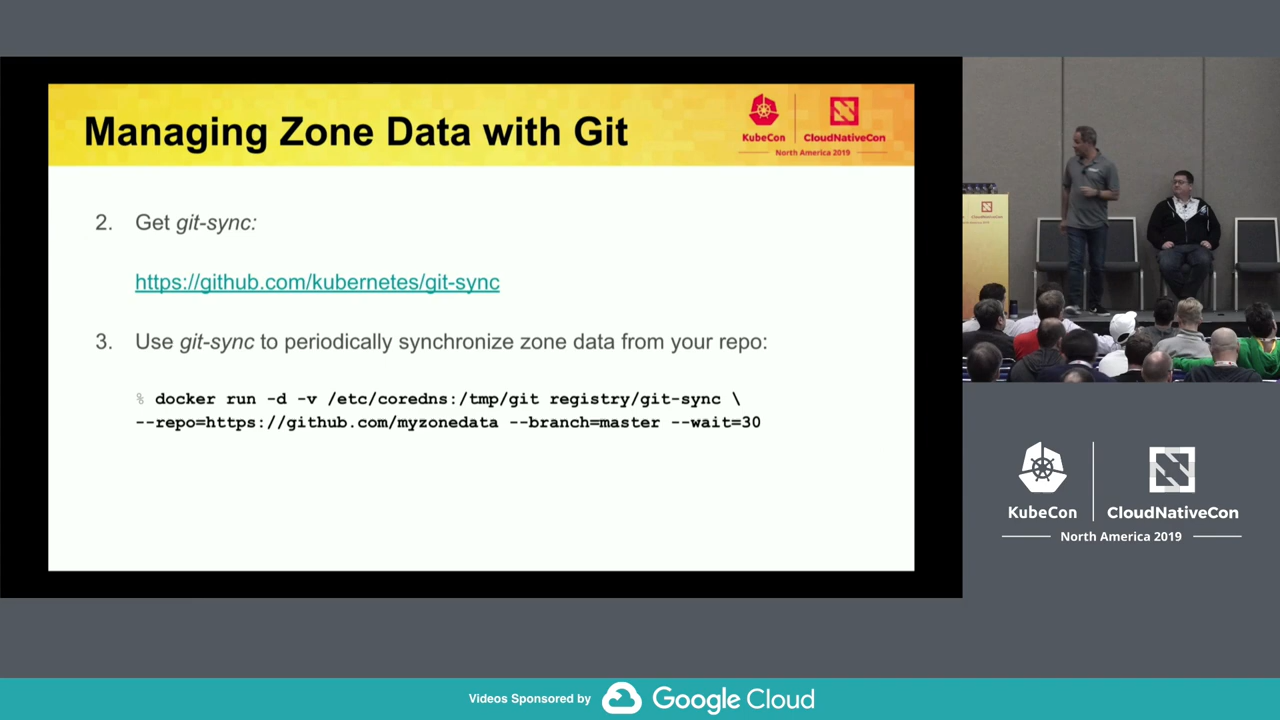 Managing Zone Data with Git
KubeCon
CloudNativeCon
North America 2019
2. Get git-sync:
https://github.com/kubernetes/git-sync
3. Use git-sync to periodically synchronize zone data from your repo:
% docker run -d -v /etc/coredns:/tmp/git registry/git-sync \
--repo=https://github.com/myzonedata --branch=master --wait=30
KubeCon
CloudNativeCon
North America 2019
Videos Sponsored by Google Cloud